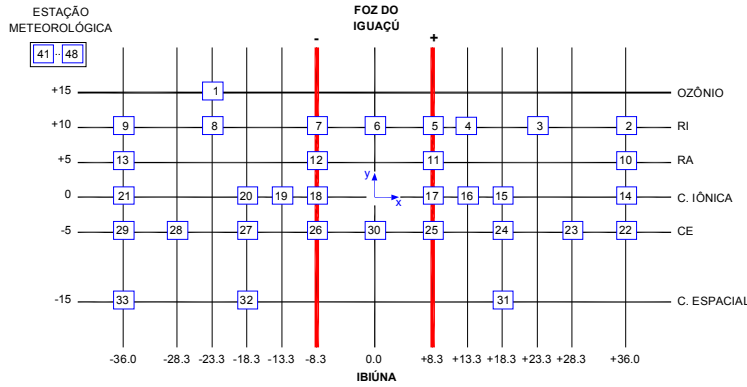 ESTAÇÃO
METEOROLÓGICA
41 .. 48
FOZ DO
IGUAÇÚ
- +
+15 1 OZÔNIO
+10 9 8 7 6 5 4 3 2 RI
+5 13 12 11 10 RA
y
0 21 20 19 18 17 16 15 14 C. IÔNICA
x
-5 29 28 27 26 30 25 24 23 22 CE
-15 33 32 31 C. ESPACIAL
-36.0 -28.3 -23.3 -18.3 -13.3 -8.3 0.0 +8.3 +13.3 +18.3 +23.3 +28.3 +36.0
IBIÚNA